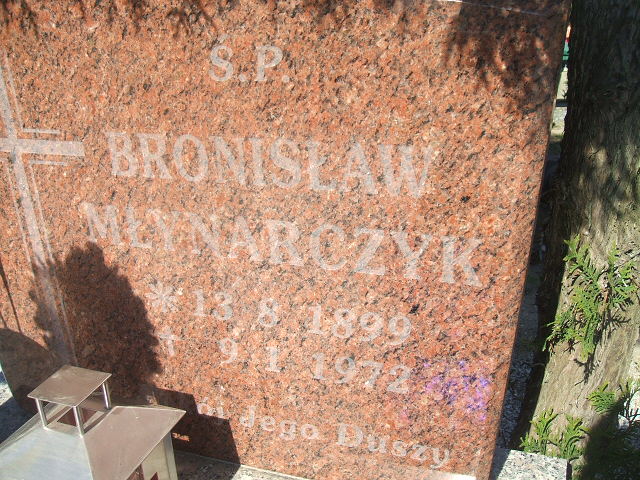 Ś.P.
BRONISŁAW
MŁYNARCZYK
* 13 8 1899
† 9 1 1972
Jego Duszy